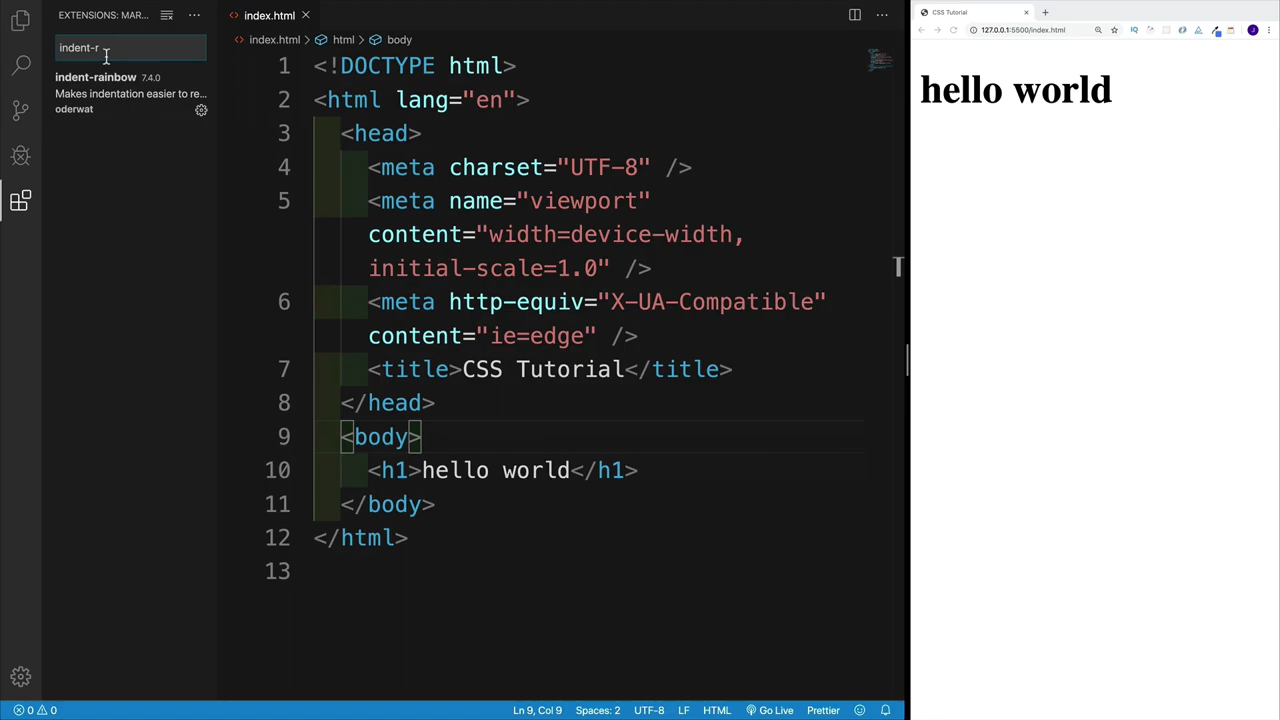 EXTENSIONS: MAR...
indent-r
indent-rainbow 7.4.0
Makes indentation easier to re...
oderwat
index.html
index.html html body
1 <!DOCTYPE html>
2 <html lang="en">
3 <head>
4 <meta charset="UTF-8" />
5 <meta name="viewport"
content="width=device-width,
initial-scale=1.0" />
6 <meta http-equiv="X-UA-Compatible"
content="ie=edge" />
7 <title>CSS Tutorial</title>
8 </head>
9 <body>
10 <h1>hello world</h1>
11 </body>
12 </html>
13
0 0
Ln 9, Col 9 Spaces: 2 UTF-8 LF HTML Go Live Prettier
CSS Tutorial
127.0.0.1:5500/index.html
IQ
J
hello world
T